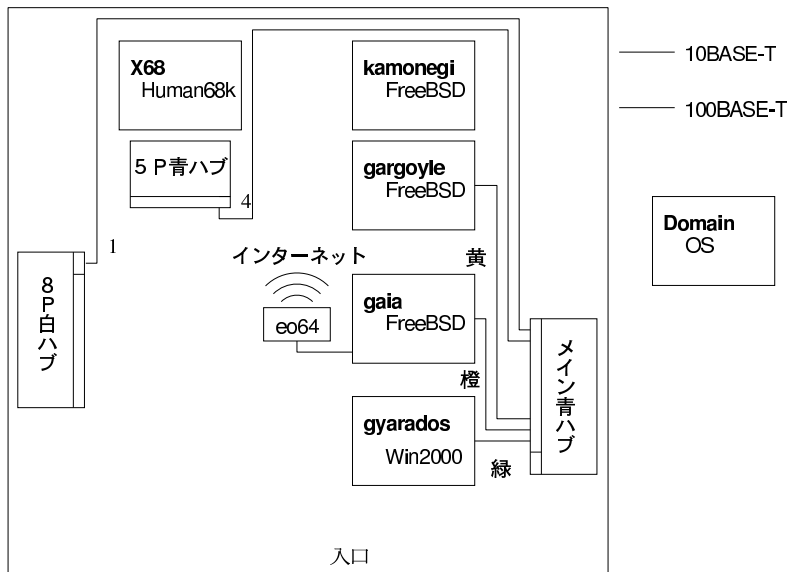 X68
Human68k
kamonegi
FreeBSD
10BASE-T
100BASE-T
5P青ハブ
4
gargoyle
FreeBSD
Domain
OS
1
インターネット
黄
8P白ハブ
eo64
gaia
FreeBSD
メイン青ハブ
橙
gyarados
Win2000
緑
入口